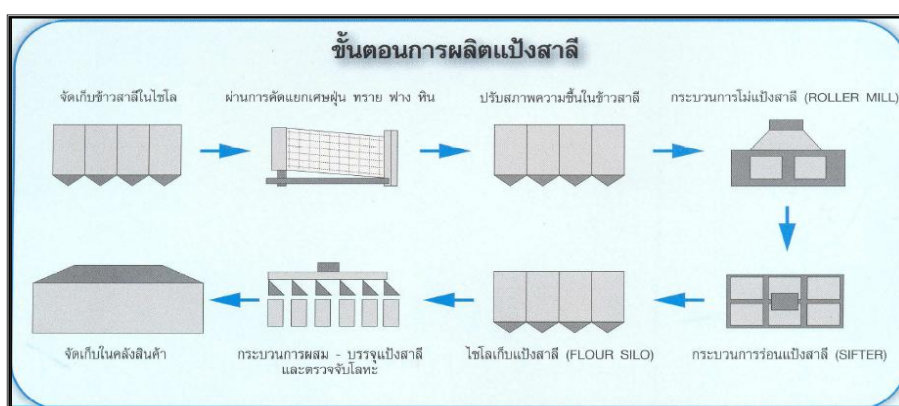 ขั้นตอนการผลิตแป้งสาลี
จัดเก็บข้าวสาลีในไซโล
ผ่านการคัดแยกเศษฝุ่น ทราย ฟาง หิน
ปรับสภาพความชื้นในข้าวสาลี
กระบวนการโม่แป้งสาลี (ROLLER MILL)
จัดเก็บในคลังสินค้า
กระบวนการผสม - บรรจุแป้งสาลี
และตรวจจับโลหะ
ไซโลเก็บแป้งสาลี (FLOUR SILO)
กระบวนการร่อนแป้งสาลี (SIFTER)